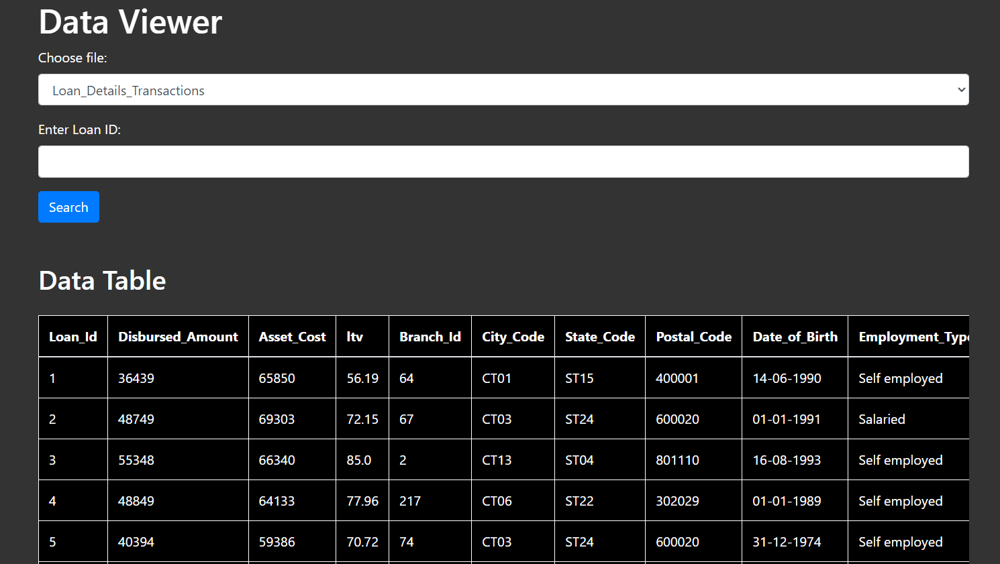 Data Viewer
Choose file:
Loan_Details_Transactions
Enter Loan ID:
Search
Data Table
Loan_Id Disbursed_Amount Asset_Cost ltv Branch_Id City_Code State_Code Postal_Code Date_of_Birth Employment_Type
1 36439 65850 56.19 64 CT01 ST15 400001 14-06-1990 Self employed
2 48749 69303 72.15 67 CT03 ST24 600020 01-01-1991 Salaried
3 55348 66340 85.0 2 CT13 ST04 801110 16-08-1993 Self employed
4 48849 64133 77.96 217 CT06 ST22 302029 01-01-1989 Self employed
5 40394 59386 70.72 74 CT03 ST24 600020 31-12-1974 Self employed